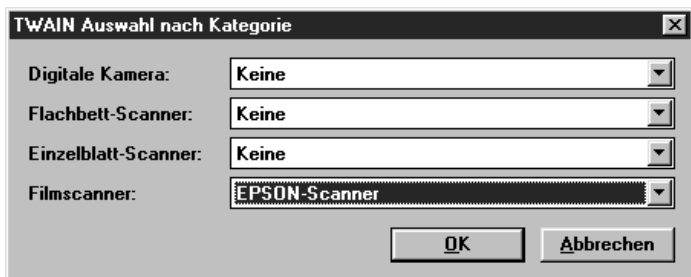 TWAIN Auswahl nach Kategorie
Digitale Kamera: Keine
Flachbett-Scanner: Keine
Einzelblatt-Scanner: Keine
Filmscanner: EPSON-Scanner
OK Abbrechen